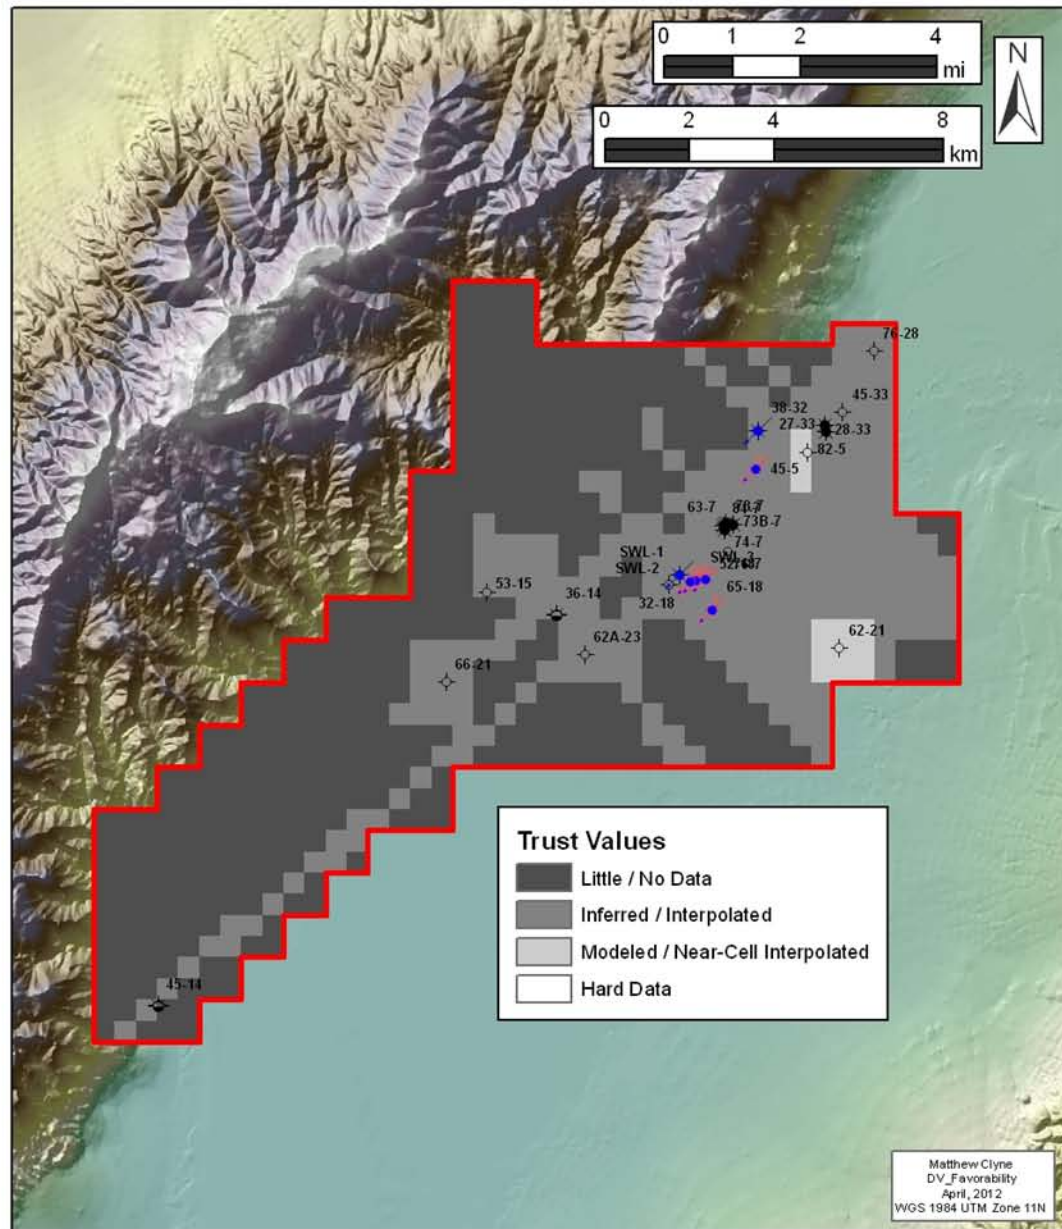 0 1 2 4
mi
N
0 2 4 8
km
76-28
45-33
38-32
27-33
28-33
82-5
45-5
63-7
73B-7
74-7
SWL-1
SWL-3
SWL-2
65-18
32-18
53-15
36-14
62A-23
62-21
66-21
45-14
Trust Values
Little / No Data
Inferred / Interpolated
Modeled / Near-Cell Interpolated
Hard Data
Matthew Clyne
DV_Favorability
April, 2012
WGS 1984 UTM Zone 11N